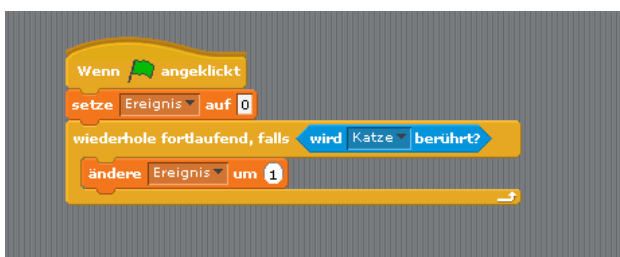 Wenn angeklickt
setze Ereignis auf 0
wiederhole fortlaufend, falls wird Katze berührt?
ändere Ereignis um 1